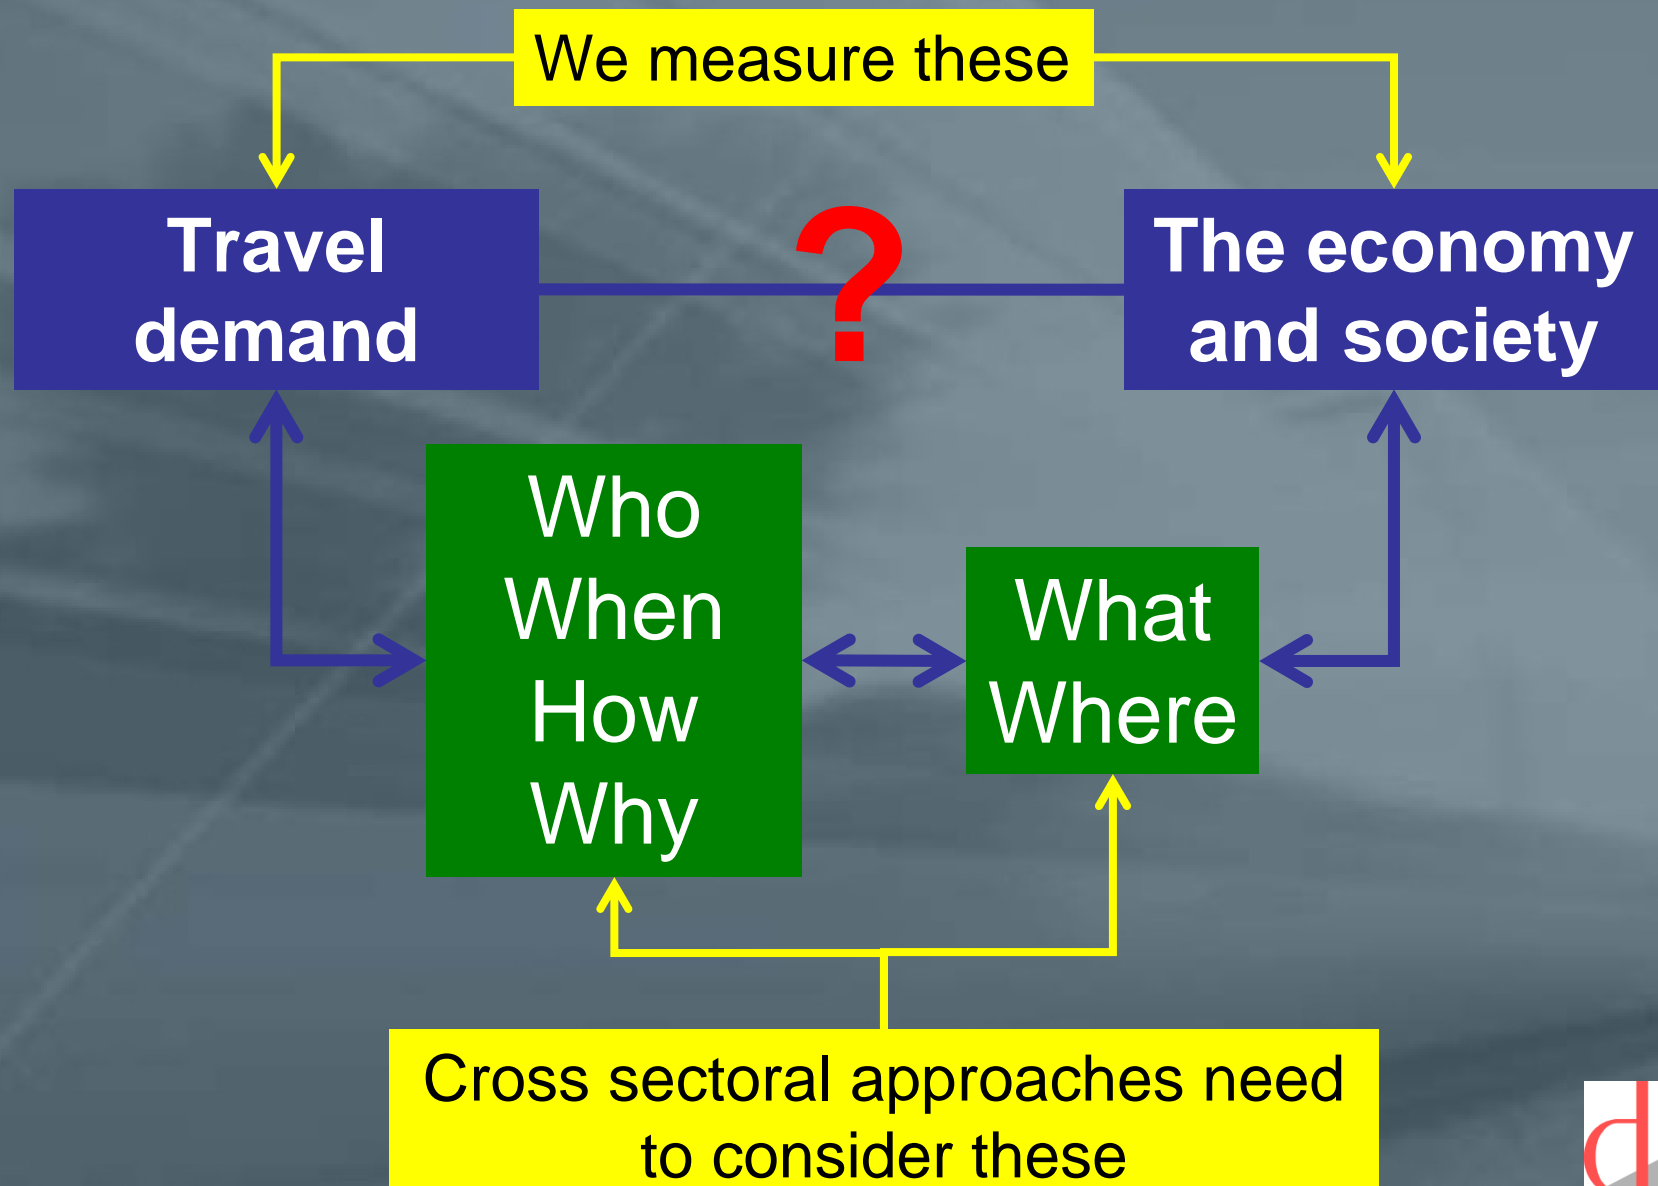 We measure these
Travel
demand
?
The economy
and society
Who
When
How
Why
What
Where
Cross sectoral approaches need
to consider these
d